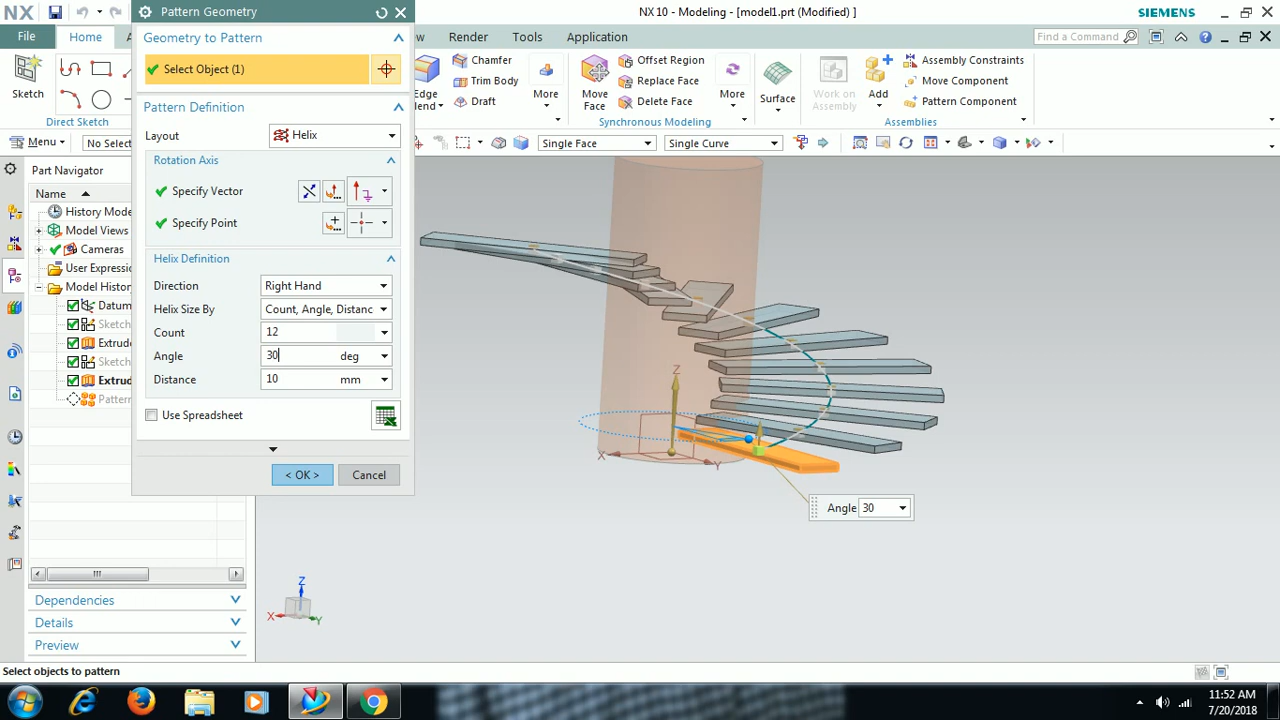 NX
NX 10 - Modeling - [model1.prt (Modified) ]
SIEMENS
File
Home
Render
Tools
Application
Find a Command
Pattern Geometry
Geometry to Pattern
Select Object (1)
Pattern Definition
Layout
Helix
Rotation Axis
Specify Vector
Specify Point
Helix Definition
Direction
Right Hand
Helix Size By
Count, Angle, Distanc
Count
12
Angle
30
deg
Distance
10
mm
Use Spreadsheet
< OK >
Cancel
Sketch
Direct Sketch
Chamfer
Trim Body
Draft
More
Move
Face
Offset Region
Replace Face
Delete Face
More
Synchronous Modeling
Surface
Work on
Assembly
Add
Assembly Constraints
Move Component
Pattern Component
Assemblies
Menu
No Selec
Single Face
Single Curve
Part Navigator
Name
History Mode
Model Views
Cameras
User Expression
Model History
Datum
Sketch
Extrude
Sketch
Extrud
Pattern
Dependencies
Details
Preview
Z
X
Y
Angle 30
Z
X
Y
Select objects to pattern
11:52 AM
7/20/2018